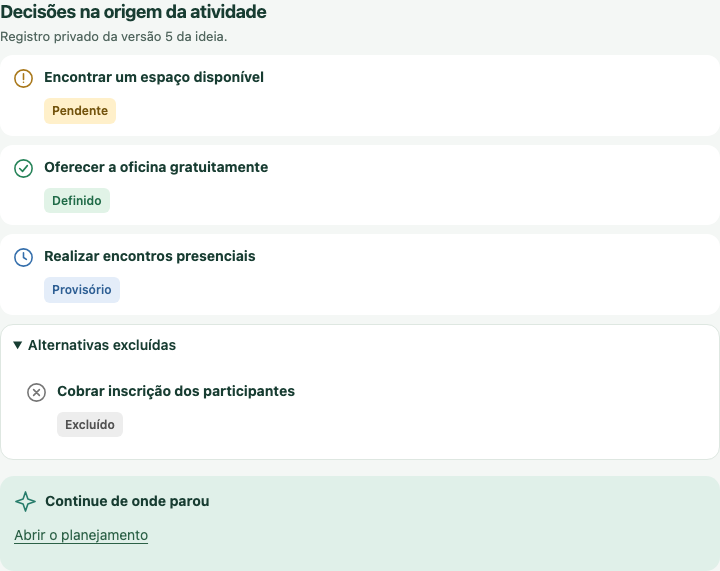 Decisões na origem da atividade
Registro privado da versão 5 da ideia.
Encontrar um espaço disponível
Pendente
Oferecer a oficina gratuitamente
Definido
Realizar encontros presenciais
Provisório
Alternativas excluídas
Cobrar inscrição dos participantes
Excluído
Continue de onde parou
Abrir o planejamento